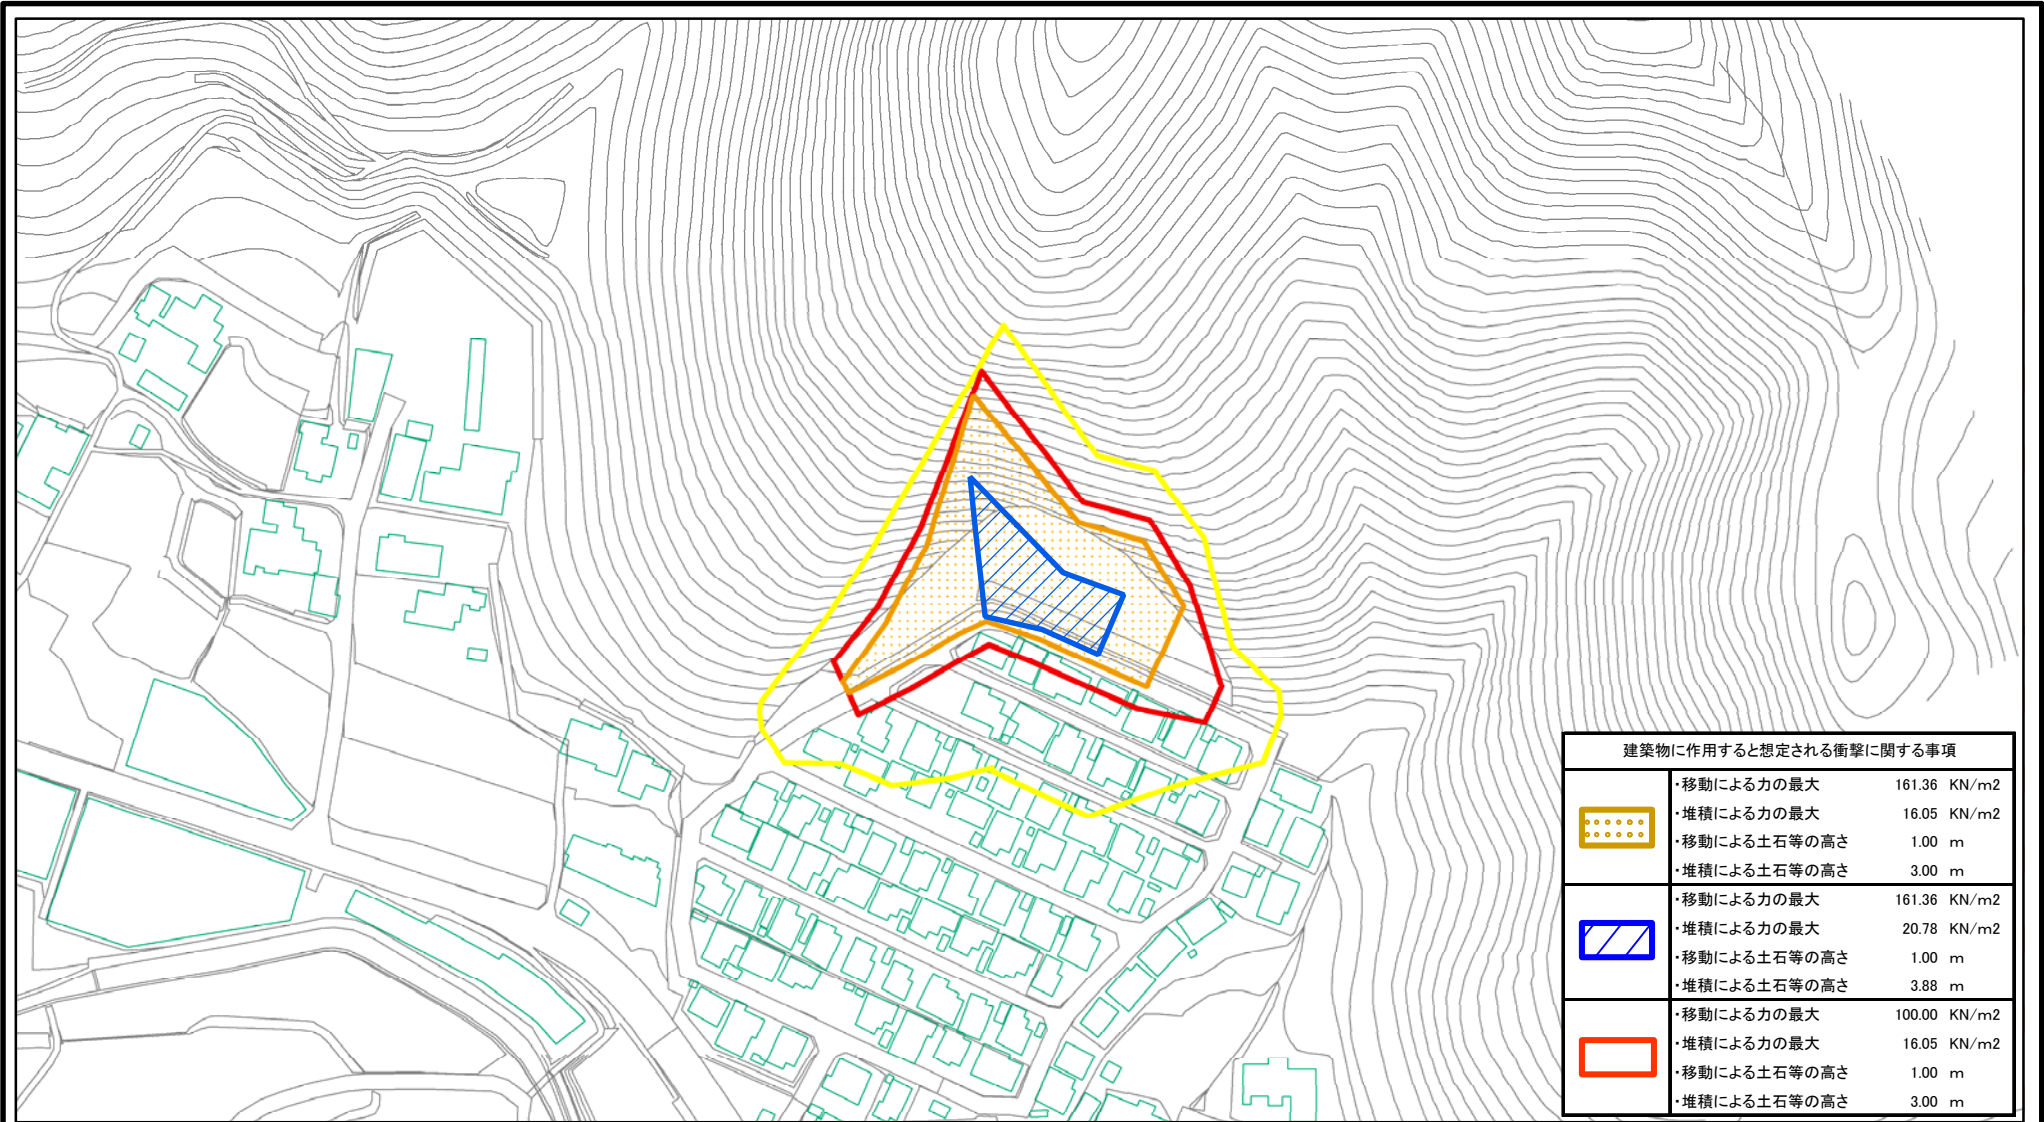 建築物に作用すると想定される衝撃に関する事項
・移動による力の最大 161.36 KN/m2
・堆積による力の最大 16.05 KN/m2
・移動による土石等の高さ 1.00 m
・堆積による土石等の高さ 3.00 m
・移動による力の最大 161.36 KN/m2
・堆積による力の最大 20.78 KN/m2
・移動による土石等の高さ 1.00 m
・堆積による土石等の高さ 3.88 m
・移動による力の最大 100.00 KN/m2
・堆積による力の最大 16.05 KN/m2
・移動による土石等の高さ 1.00 m
・堆積による土石等の高さ 3.00 m